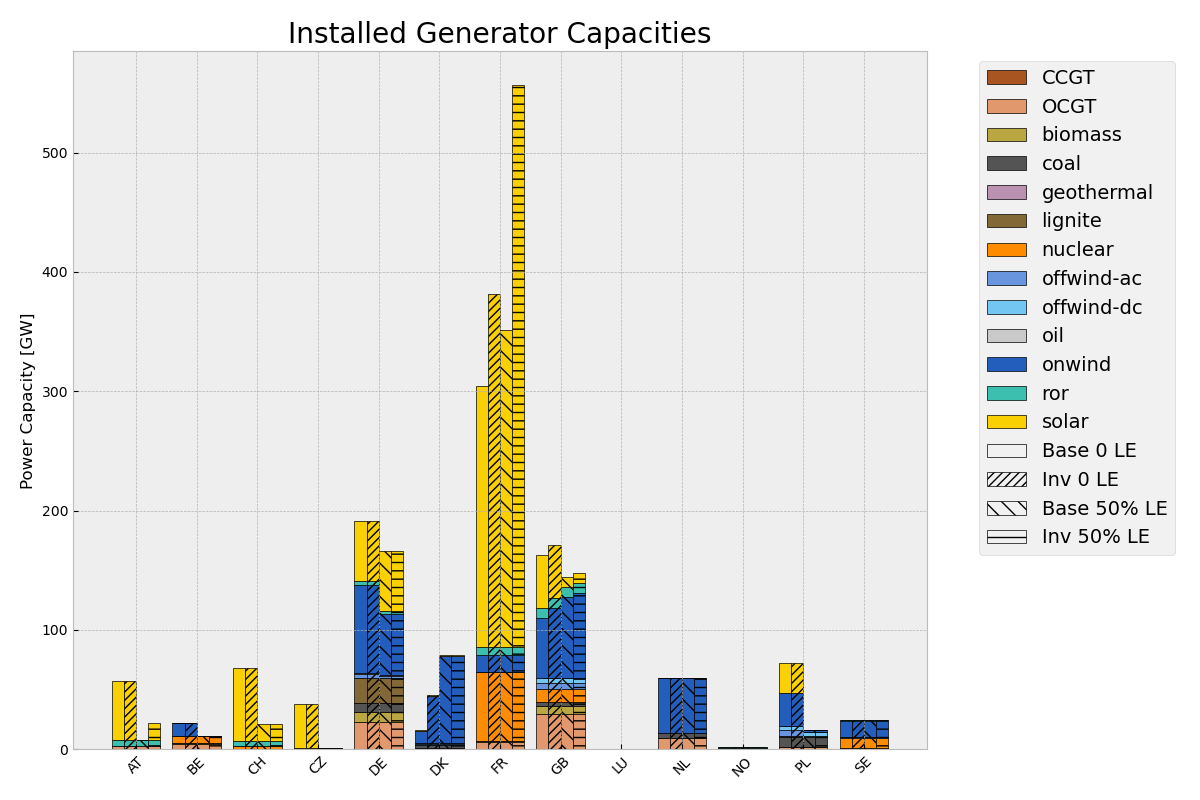 Installed Generator Capacities
Power Capacity [GW]
500
400
300
200
100
0
AT
BE
CH
CZ
DE
DK
FR
GB
LU
NL
NO
PL
SE
CCGT
OCGT
biomass
coal
geothermal
lignite
nuclear
offwind-ac
offwind-dc
oil
onwind
ror
solar
Base 0 LE
Inv 0 LE
Base 50% LE
Inv 50% LE